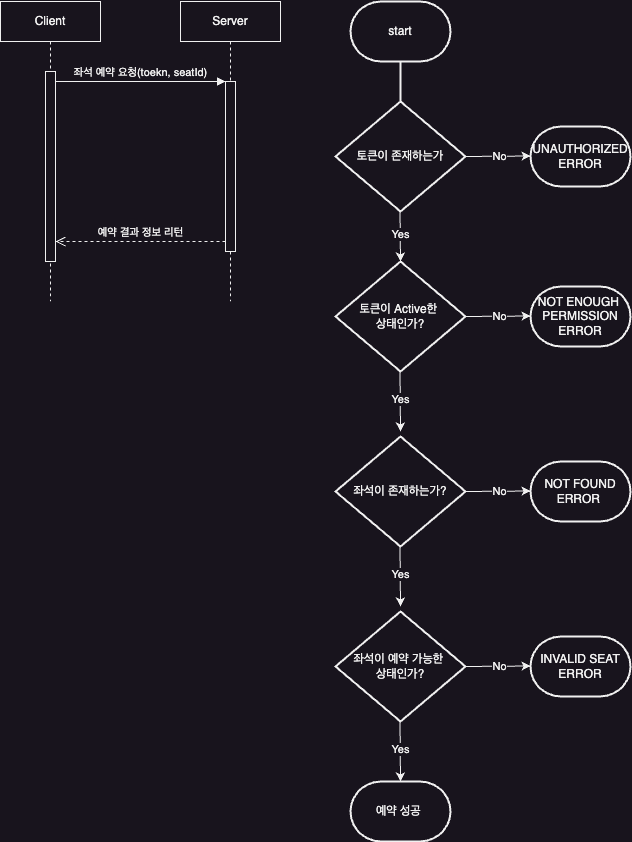 Client
Server
좌석 예약 요청(toekn, seatId)
예약 결과 정보 리턴
start
토큰이 존재하는가
No
UNAUTHORIZED
ERROR
Yes
토큰이 Active한
상태인가?
No
NOT ENOUGH
PERMISSION
ERROR
Yes
좌석이 존재하는가?
No
NOT FOUND
ERROR
Yes
좌석이 예약 가능한
상태인가?
No
INVALID SEAT
ERROR
Yes
예약 성공